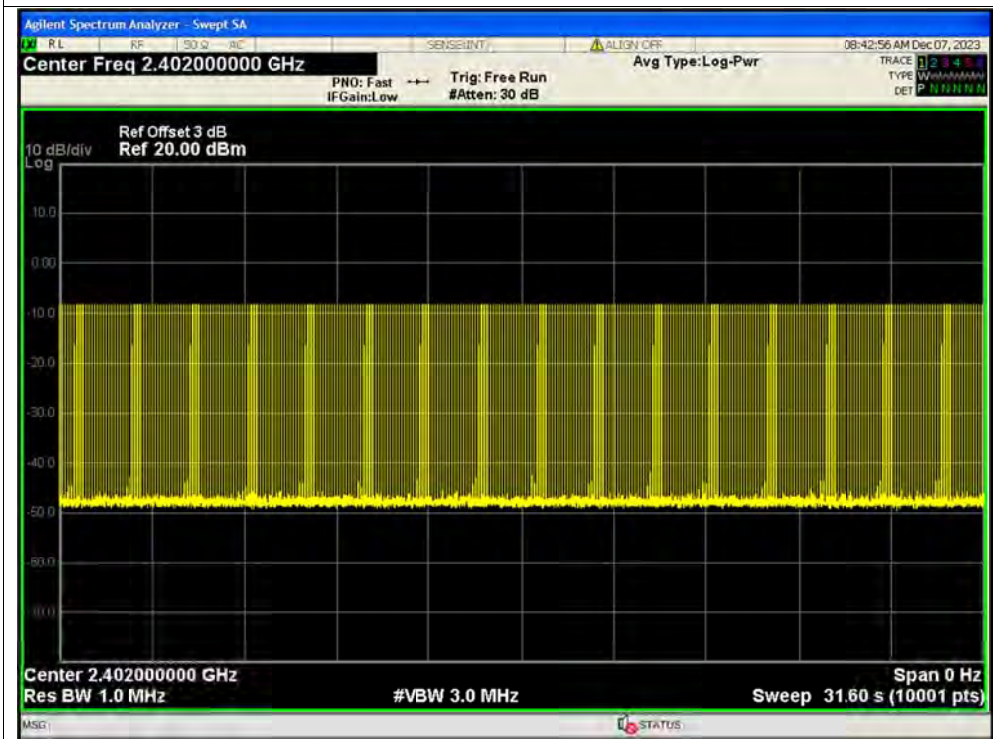 Agilent Spectrum Analyzer - Swept SA
RL RF 50 Ω AC SENSE:INT ALIGN OFF 08:42:56 AM Dec 07, 2023
Center Freq 2.402000000 GHz Avg Type:Log-Pwr TRACE 1 2 3 4 5 6
PNO: Fast Trig: Free Run TYPE W
IFGain:Low #Atten: 30 dB DET P N N N N N
Ref Offset 3 dB
10 dB/div Ref 20.00 dBm
Log
10.0
0.00
-10.0
-20.0
-30.0
-40.0
-50.0
-60.0
Center 2.402000000 GHz Span 0 Hz
Res BW 1.0 MHz #VBW 3.0 MHz Sweep 31.60 s (10001 pts)
MSG STATUS